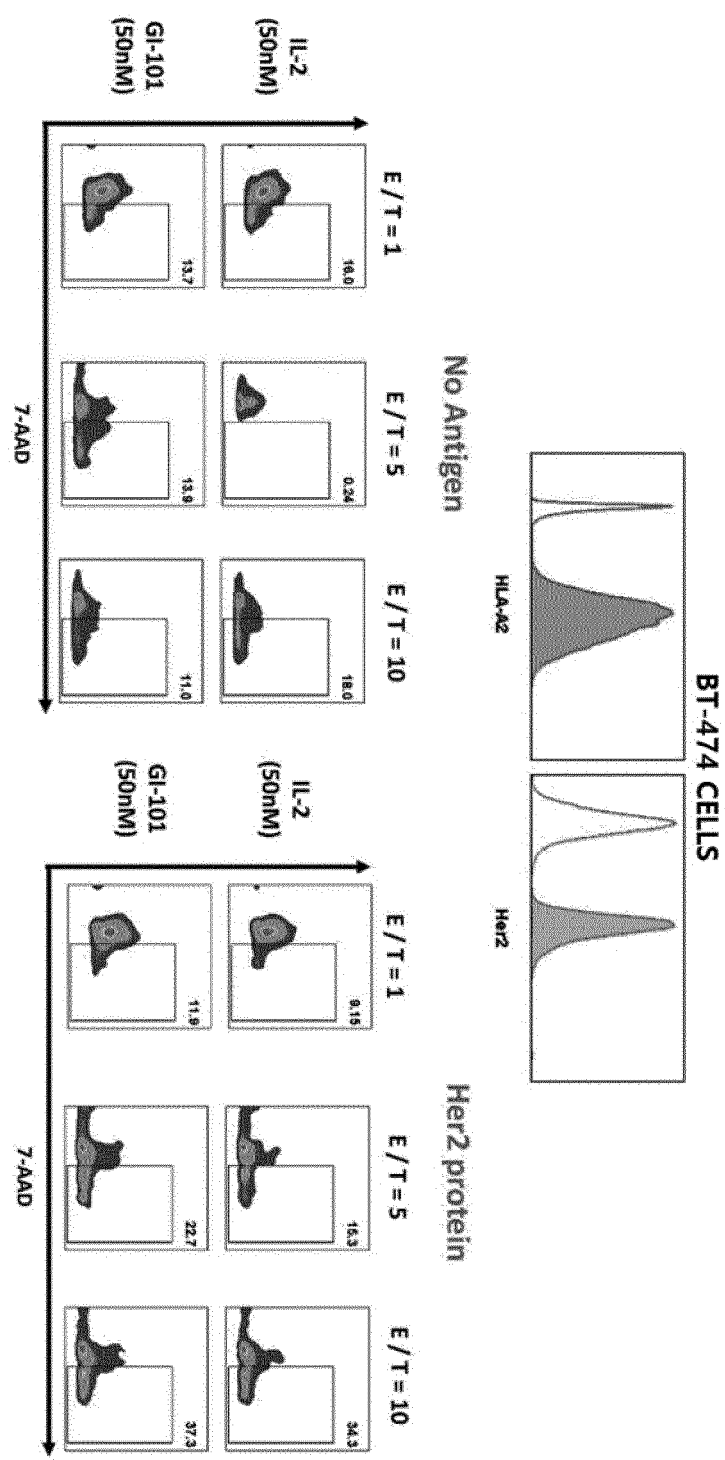 BT-474 CELLS
HLA-A2
Her2
No Antigen
E / T = 1
E / T = 5
E / T = 10
IL-2
(50nM)
16.0
0.24
18.0
GI-101
(50nM)
13.7
13.9
11.0
7-AAD
Her2 protein
E / T = 1
E / T = 5
E / T = 10
IL-2
(50nM)
9.15
15.3
34.3
GI-101
(50nM)
11.9
22.7
37.3
7-AAD